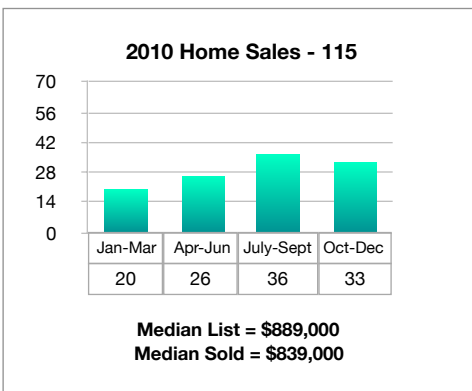 2010 Home Sales - 115
70
56
42
28
14
0
Jan-Mar Apr-Jun July-Sept Oct-Dec
20 26 36 33
Median List = $889,000
Median Sold = $839,000